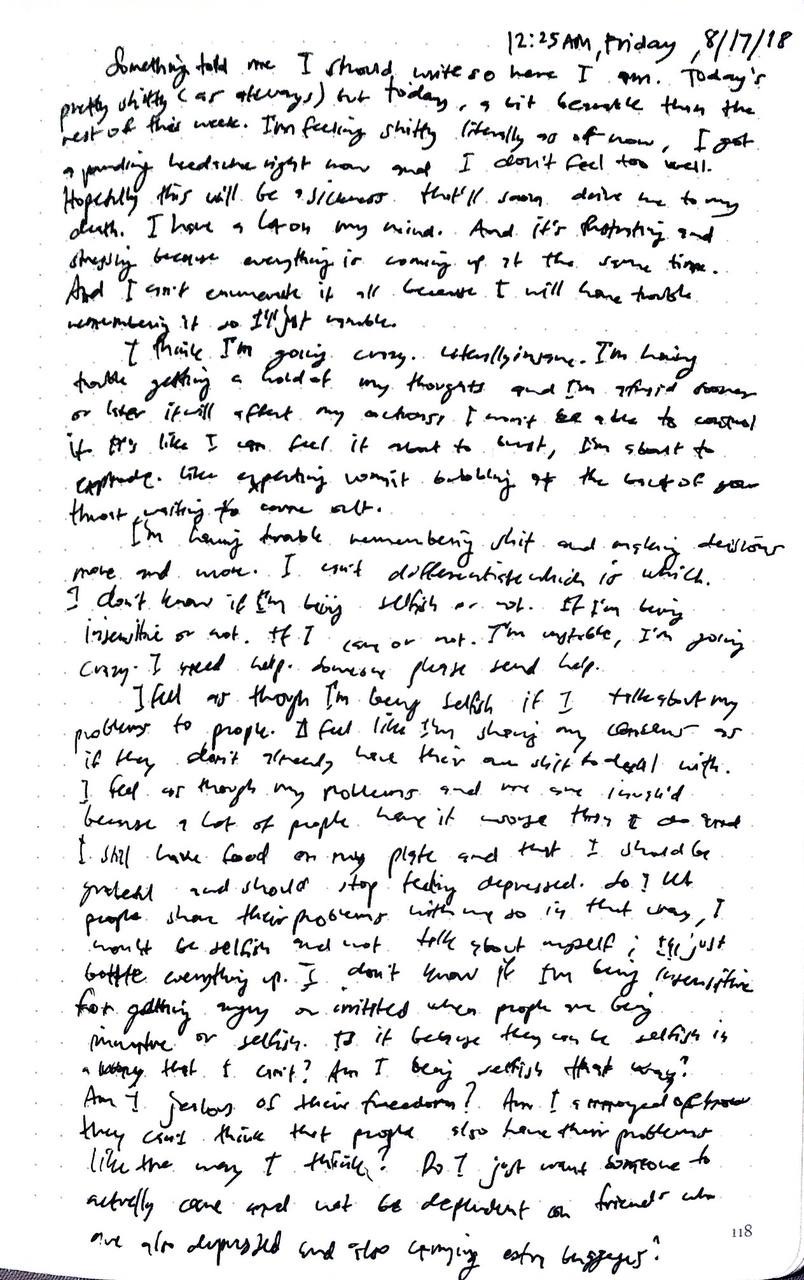 12:25AM, Friday, 8/17/18
Something told me I should write so here I am. Today's
pretty shitty (as always) but today, a bit bearable than the
rest of this week. I'm feeling shitty literally as of now, I got
a pounding headache right now and I don't feel too well.
Hopefully this will be a sickness that'll soon drive me to my
death. I have a lot on my mind. And it's frustrating and
stressing because everything is coming up at the same time.
And I can't enumerate it all because I will have trouble
remembering it so I'll just ramble.
I think I'm going crazy. Literally insane. I'm having
trouble getting a hold of my thoughts and I'm afraid sooner
or later it will affect my actions, I won't be able to control
it. It's like I can feel it about to burst, I'm about to
explode. Like expecting vomit bubbling at the back of your
throat, waiting to come out.
I'm having trouble remembering shit and making decisions
more and more. I can't differentiate which is which.
I don't know if I'm being selfish or not. If I'm being
insensitive or not. If I care or not. I'm unstable, I'm going
crazy. I need help. Someone please send help.
I feel as though I'm being selfish if I talk about my
problems to people. I feel like I'm sharing my concerns as
if they don't already have their own shit to deal with.
I feel as though my problems and me are invalid
because a lot of people have it worse than I do and
I still have food on my plate and that I should be
grateful and should stop feeling depressed. So I let
people share their problems with me so in that way, I
would be selfish and not talk about myself; I'll just
bottle everything up. I don't know if I'm being insensitive
for getting angry or irritated when people are being
insensitive or selfish. Is it because they can be selfish in
a way that I can't? Am I being selfish that way?
Am I jealous of their freedom? Am I annoyed of how
they can't think that people also have their problems
like the way I think? Do I just want someone to
actually care and not be dependent on friends who
are also depressed and also carrying extra baggages?
118